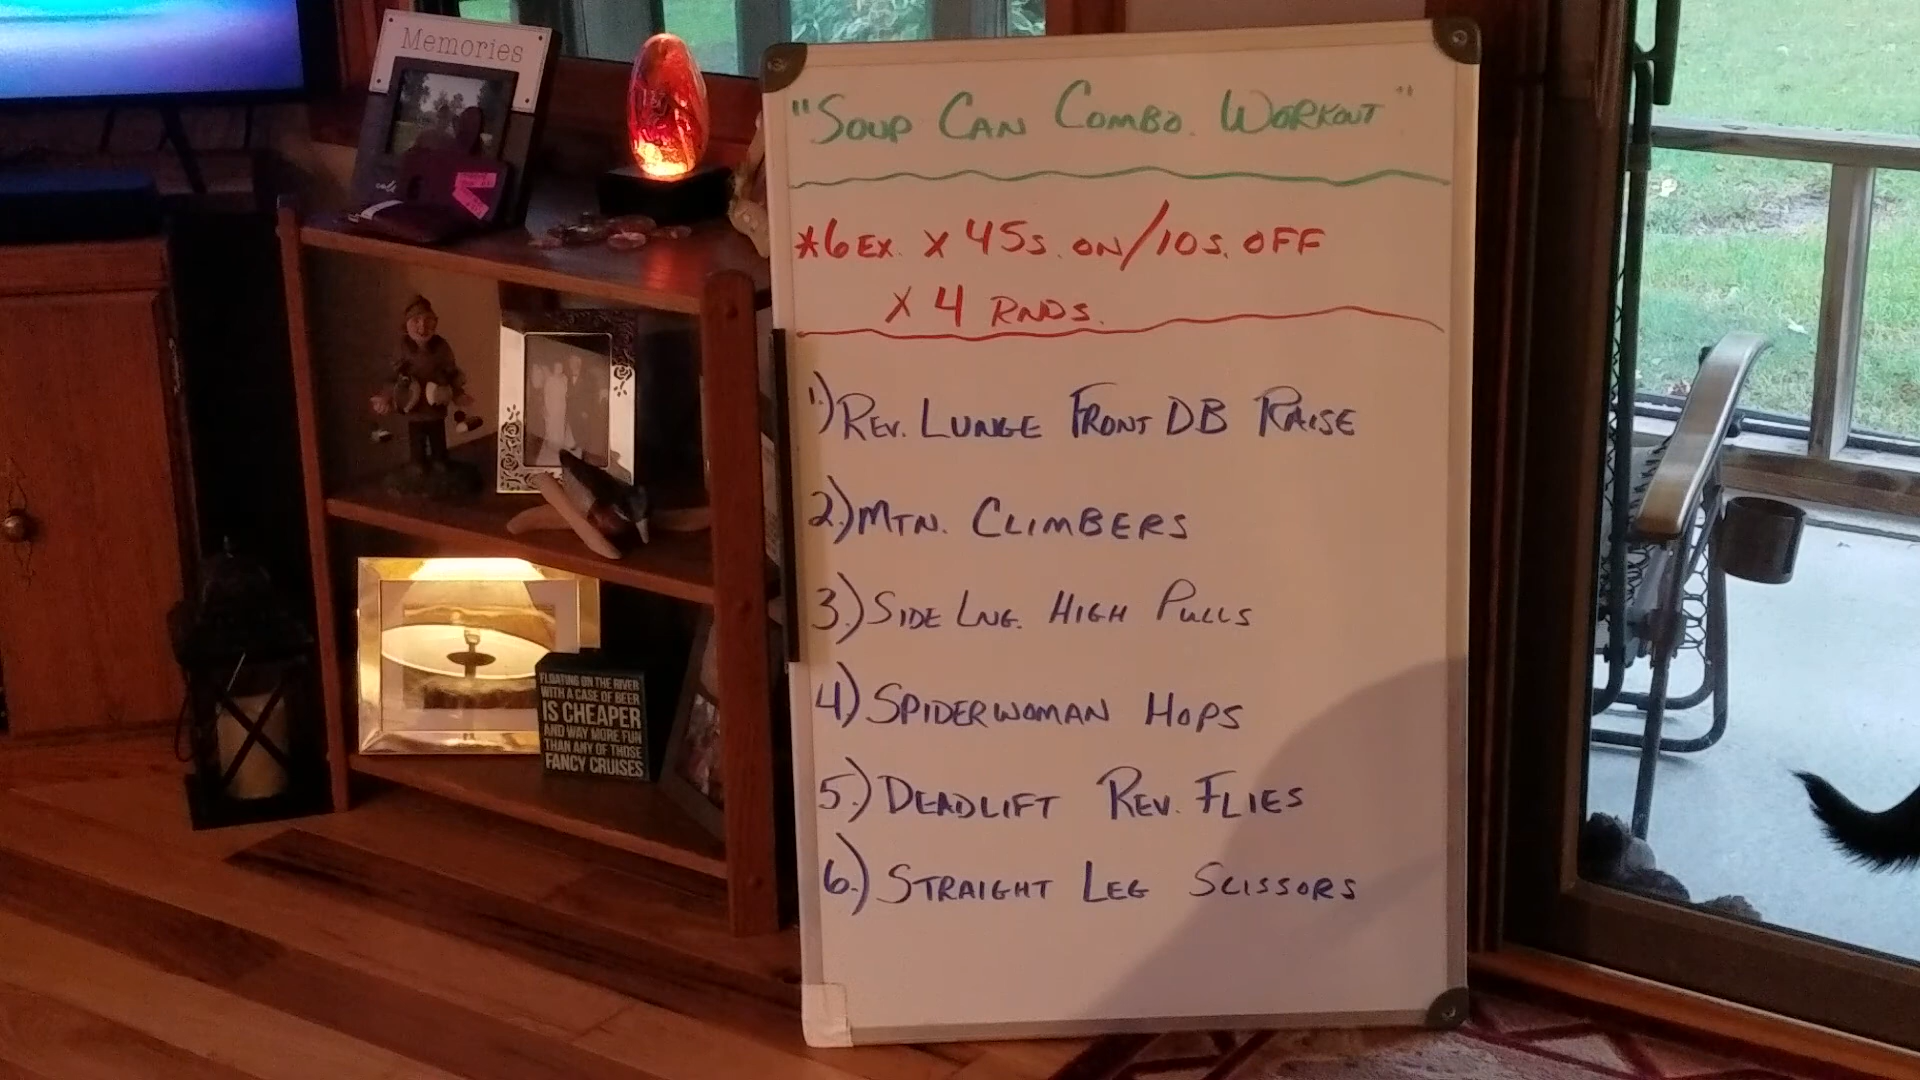 Memories
"SOUP CAN COMBO. WORKOUT"
*6 EX. X 45s. ON/10s. OFF
X 4 RNDS.
1.) REV. LUNGE FRONT DB RAISE
2.) MTN. CLIMBERS
3.) SIDE LNG. HIGH PULLS
4.) SPIDERWOMAN HOPS
5.) DEADLIFT REV. FLIES
6.) STRAIGHT LEG SCISSORS
FLOATING ON THE RIVER
WITH A CASE OF BEER
IS CHEAPER
AND WAY MORE FUN
THAN ANY OF THOSE
FANCY CRUISES